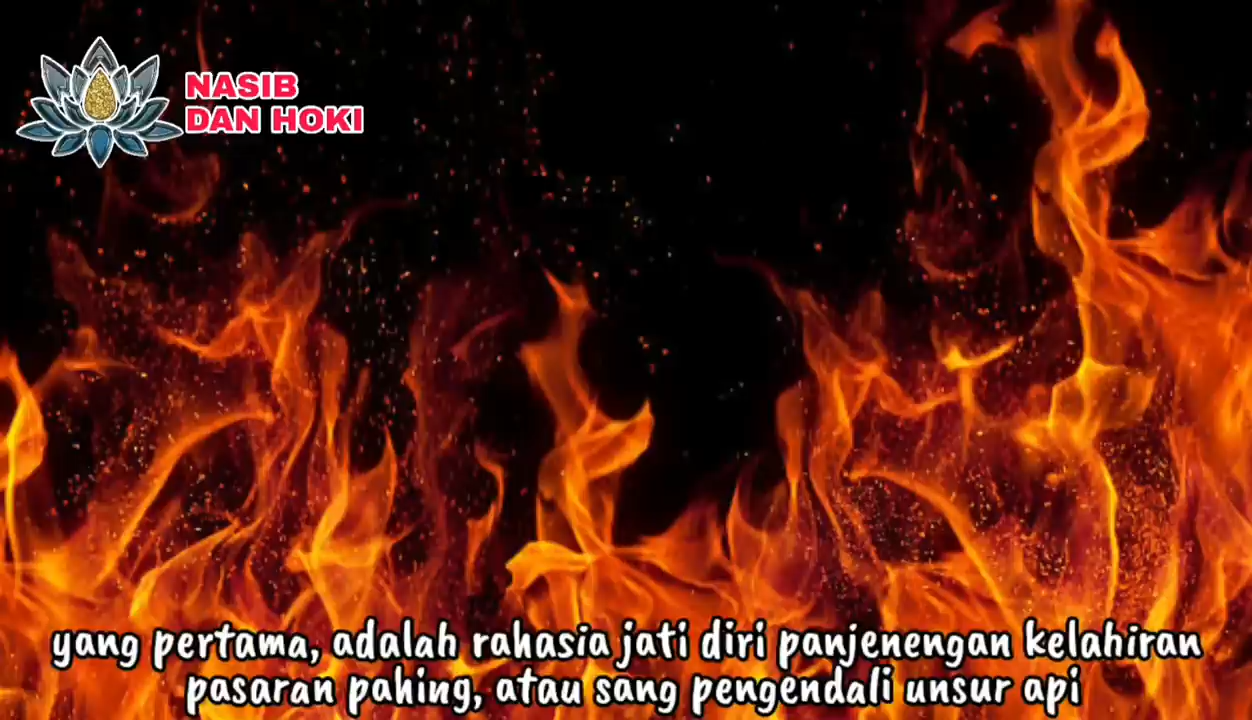 NASIB
DAN HOKI
yang pertama, adalah rahasia jati diri panjenengan kelahiran
pasaran pahing, atau sang pengendali unsur api